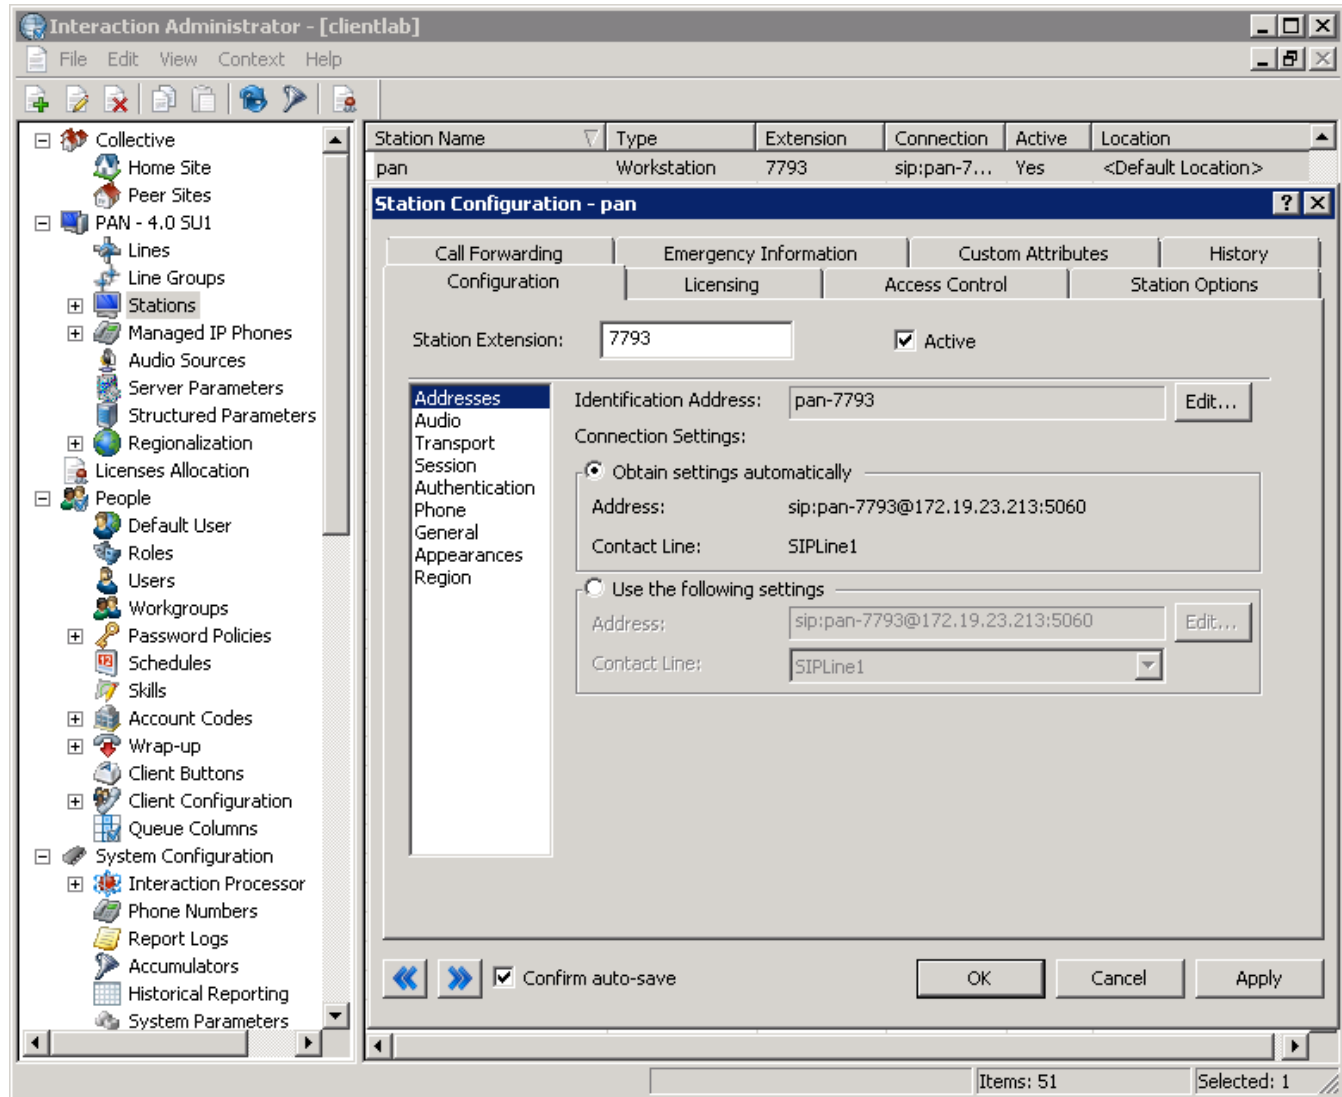 Interaction Administrator - [clientlab]
File Edit View Context Help
Collective
Home Site
Peer Sites
PAN - 4.0 SU1
Lines
Line Groups
Stations
Managed IP Phones
Audio Sources
Server Parameters
Structured Parameters
Regionalization
Licenses Allocation
People
Default User
Roles
Users
Workgroups
Password Policies
Schedules
Skills
Account Codes
Wrap-up
Client Buttons
Client Configuration
Queue Columns
System Configuration
Interaction Processor
Phone Numbers
Report Logs
Accumulators
Historical Reporting
System Parameters
Station Name Type Extension Connection Active Location
pan Workstation 7793 sip:pan-7... Yes <Default Location>
Station Configuration - pan
Call Forwarding Emergency Information Custom Attributes History
Configuration Licensing Access Control Station Options
Station Extension: 7793 Active
Addresses
Audio
Transport
Session
Authentication
Phone
General
Appearances
Region
Identification Address: pan-7793 Edit...
Connection Settings:
Obtain settings automatically
Address: sip:pan-7793@172.19.23.213:5060
Contact Line: SIPLine1
Use the following settings
Address: sip:pan-7793@172.19.23.213:5060 Edit...
Contact Line: SIPLine1
Confirm auto-save OK Cancel Apply
Items: 51 Selected: 1